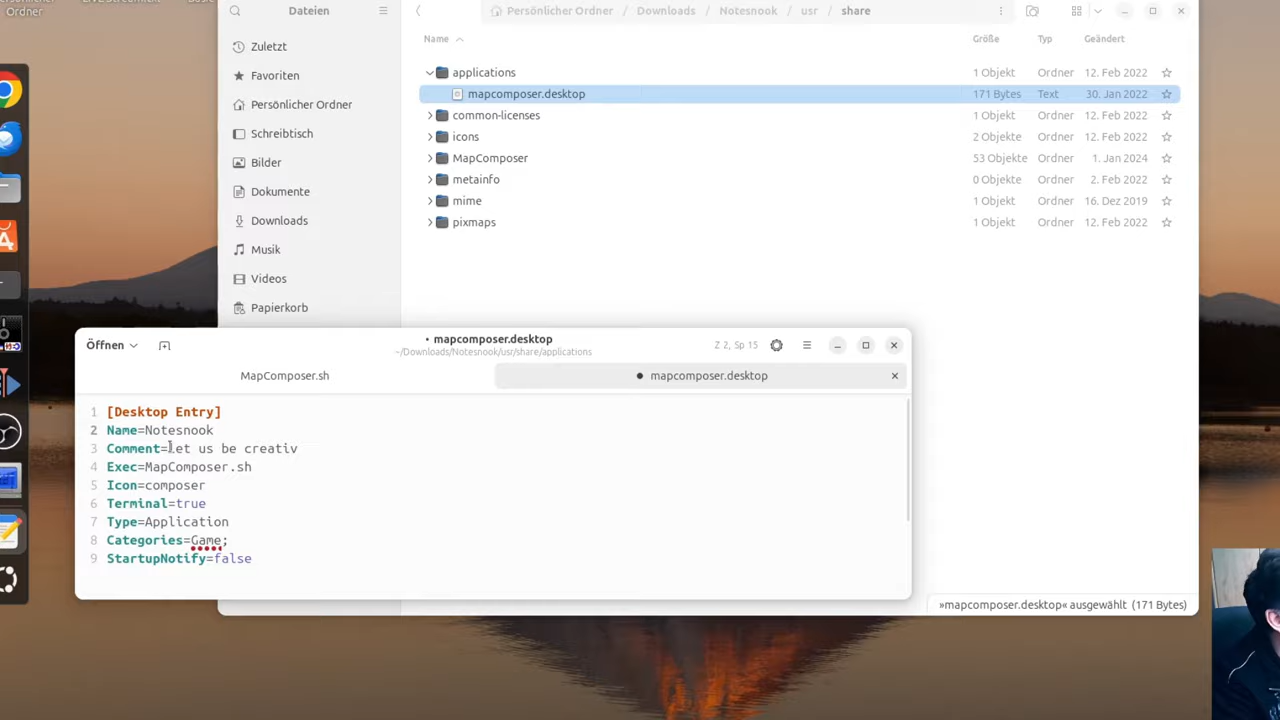 Persönlicher
Ordner
Dateien
Persönlicher Ordner / Downloads / Notesnook / usr / share
Name Größe Typ Geändert
Zuletzt
Favoriten
Persönlicher Ordner
Schreibtisch
Bilder
Dokumente
Downloads
Musik
Videos
Papierkorb
applications 1 Objekt Ordner 12. Feb 2022
mapcomposer.desktop 171 Bytes Text 30. Jan 2022
common-licenses 1 Objekt Ordner 12. Feb 2022
icons 2 Objekte Ordner 12. Feb 2022
MapComposer 53 Objekte Ordner 1. Jan 2024
metainfo 0 Objekte Ordner 2. Feb 2022
mime 1 Objekt Ordner 16. Dez 2019
pixmaps 1 Objekt Ordner 12. Feb 2022
Öffnen
• mapcomposer.desktop
~/Downloads/Notesnook/usr/share/applications
Z 2, Sp 15
MapComposer.sh
mapcomposer.desktop
1 [Desktop Entry]
2 Name=Notesnook
3 Comment=let us be creativ
4 Exec=MapComposer.sh
5 Icon=composer
6 Terminal=true
7 Type=Application
8 Categories=Game;
9 StartupNotify=false
»mapcomposer.desktop« ausgewählt (171 Bytes)